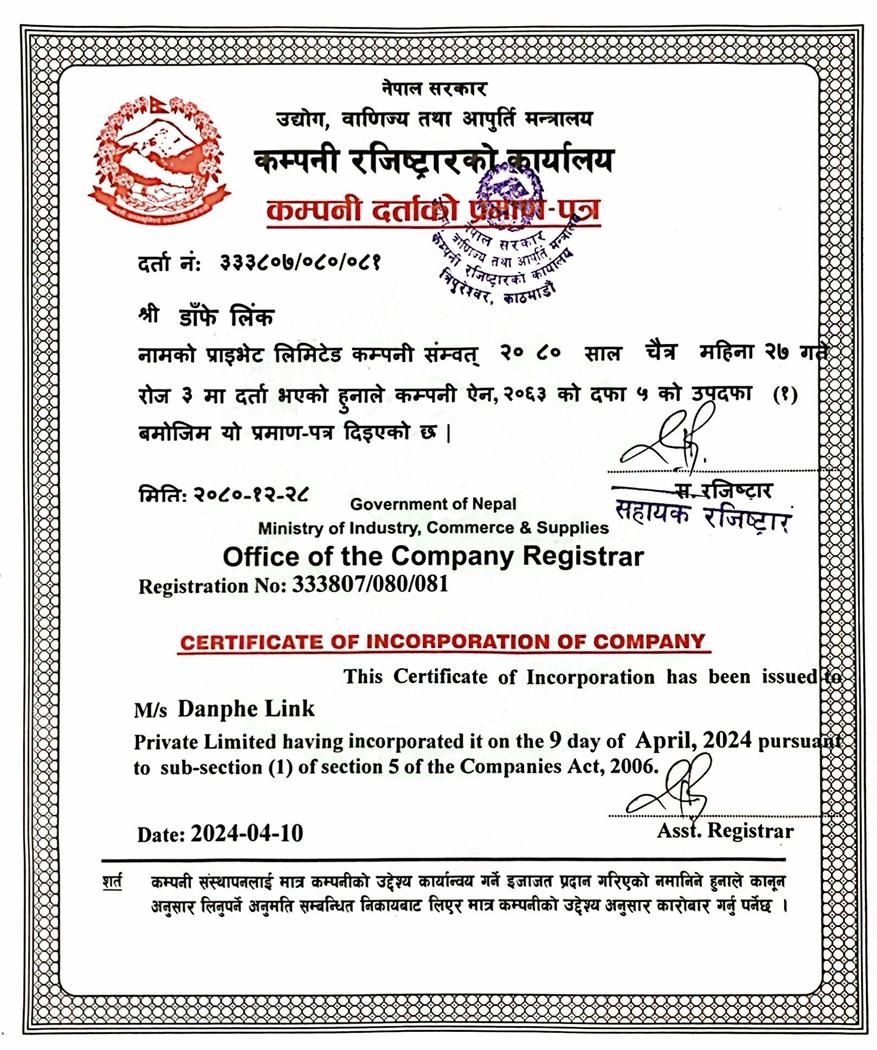 नेपाल सरकार
उद्योग, वाणिज्य तथा आपुर्ति मन्त्रालय
कम्पनी रजिष्ट्रारको कार्यालय
कम्पनी दर्ताको प्रमाण-पत्र
नेपाल सरकार
वाणिज्य तथा आपूर्ति मन्त्रालय
कम्पनी रजिष्ट्रारको कार्यालय
त्रिपुरेश्वर, काठमाडौं
दर्ता नं: ३३३८०७/०८०/०८१
श्री डाँफे लिंक
नामको प्राइभेट लिमिटेड कम्पनी संम्वत् २० ८० साल चैत्र महिना २७ गते
रोज ३ मा दर्ता भएको हुनाले कम्पनी ऐन, २०६३ को दफा ५ को उपदफा (१)
बमोजिम यो प्रमाण-पत्र दिइएको छ |
स. रजिष्टार
सहायक रजिष्ट्रार
मिति: २०८०-१२-२८
Government of Nepal
Ministry of Industry, Commerce & Supplies
Office of the Company Registrar
Registration No: 333807/080/081
CERTIFICATE OF INCORPORATION OF COMPANY
This Certificate of Incorporation has been issued to
M/s Danphe Link
Private Limited having incorporated it on the 9 day of April, 2024 pursuant
to sub-section (1) of section 5 of the Companies Act, 2006.
Date: 2024-04-10
Asst. Registrar
शर्त कम्पनी संस्थापनलाई मात्र कम्पनीको उद्देश्य कार्यान्वय गर्ने इजाजत प्रदान गरिएको नमानिने हुनाले कानून
अनुसार लिनुपर्ने अनुमति सम्बन्धित निकायबाट लिएर मात्र कम्पनीको उद्देश्य अनुसार कारोबार गर्नु पर्नेछ ।